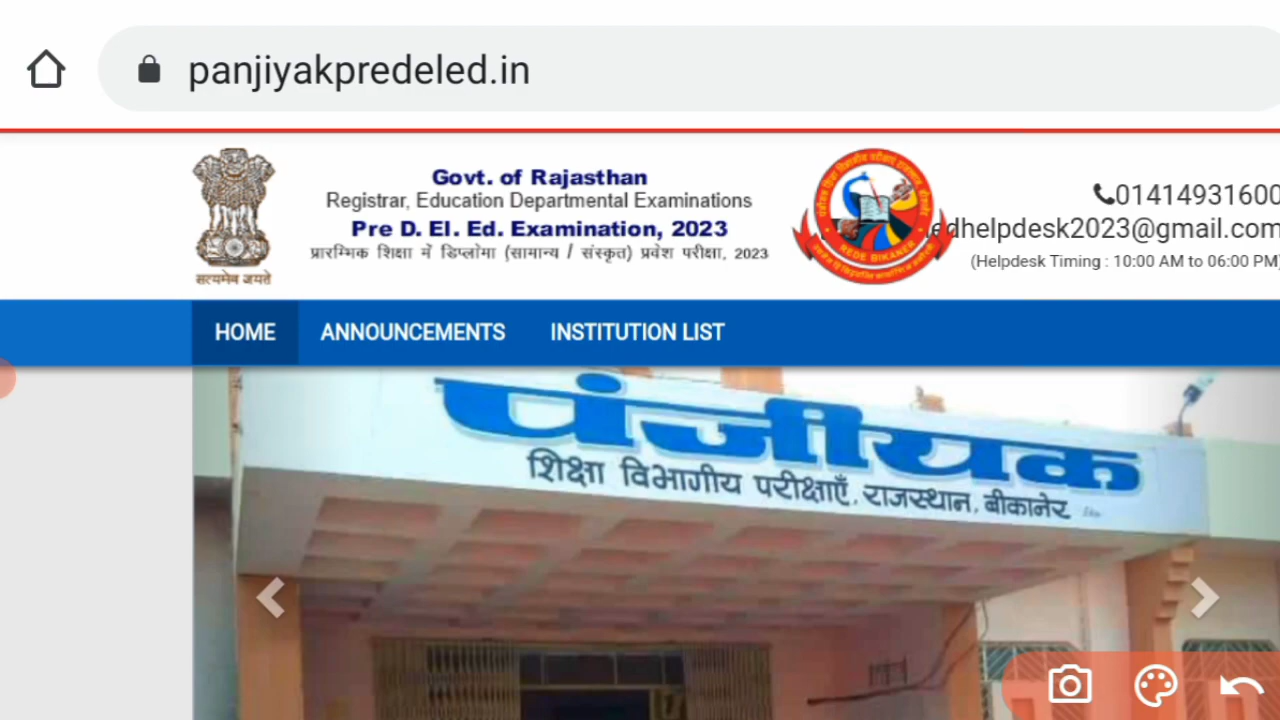 panjiyakpredeled.in
Govt. of Rajasthan
Registrar, Education Departmental Examinations
Pre D. El. Ed. Examination, 2023
प्रारम्भिक शिक्षा में डिप्लोमा (सामान्य / संस्कृत) प्रवेश परीक्षा, 2023
सत्यमेव जयते
REDE BIKANER
01414931600
edhelpdesk2023@gmail.com
(Helpdesk Timing : 10:00 AM to 06:00 PM)
HOME ANNOUNCEMENTS INSTITUTION LIST
पंजीयक
शिक्षा विभागीय परीक्षाएँ, राजस्थान, बीकानेर